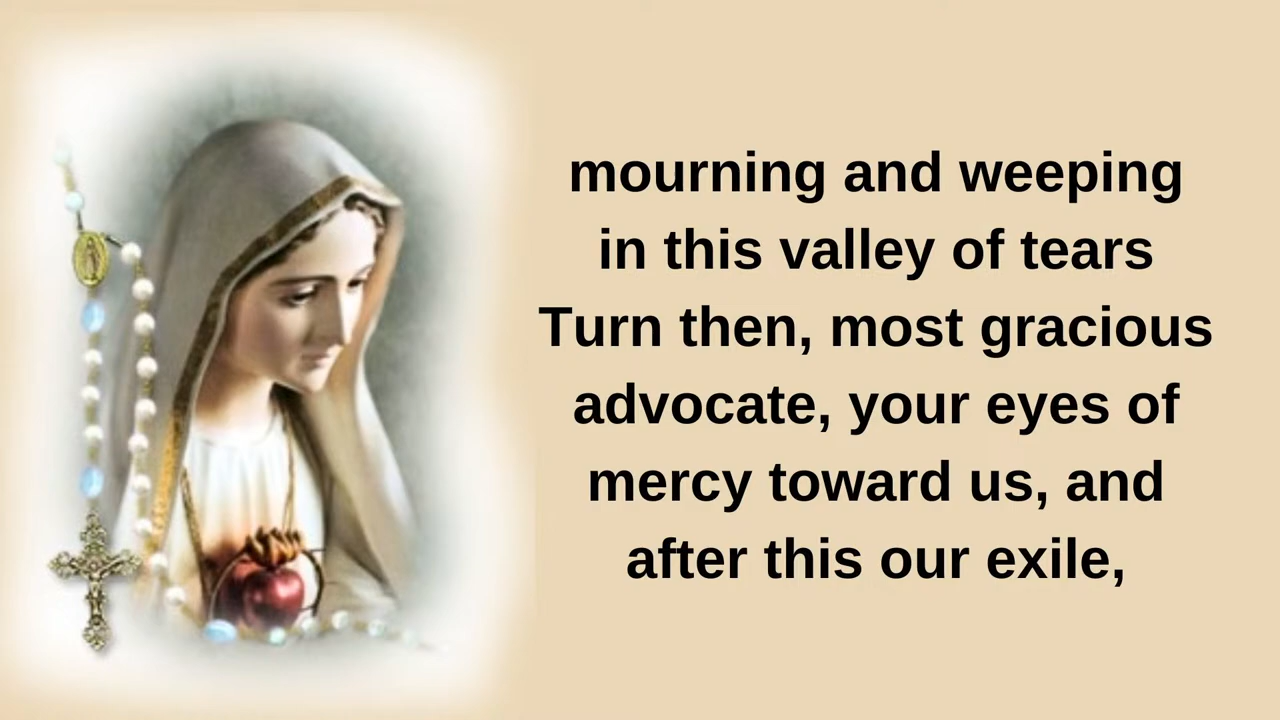 mourning and weeping
in this valley of tears
Turn then, most gracious
advocate, your eyes of
mercy toward us, and
after this our exile,